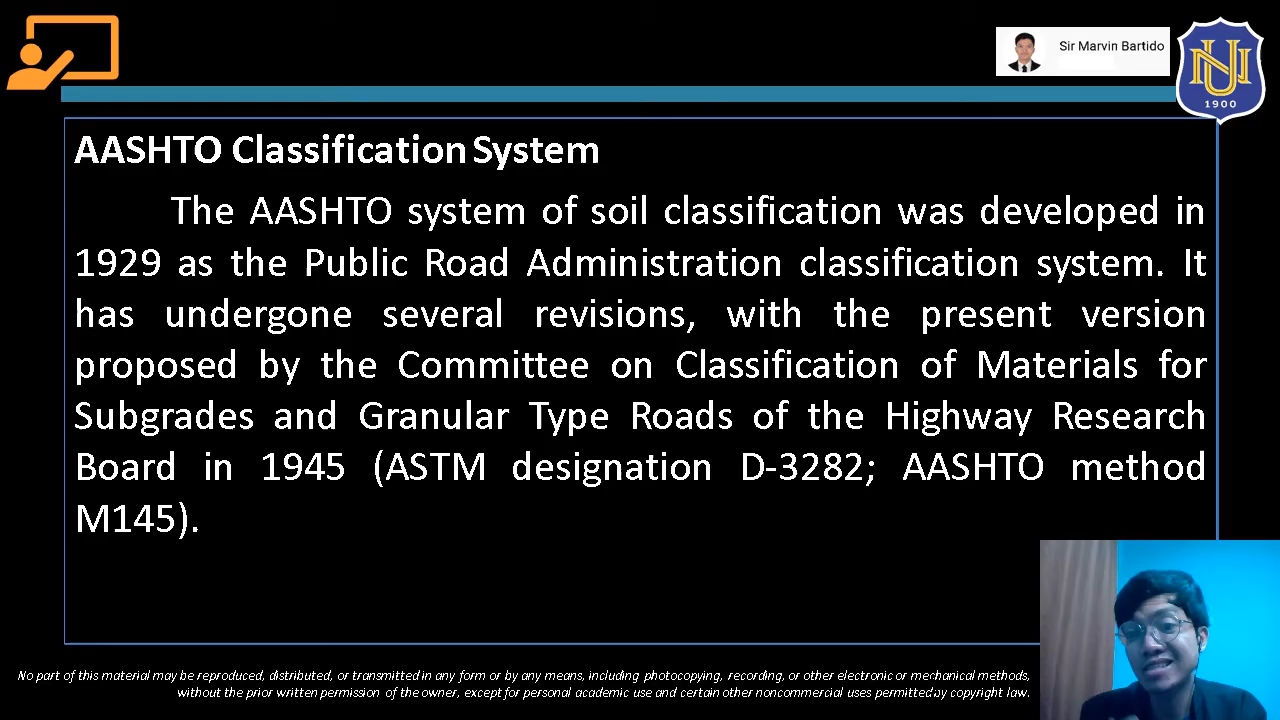 Sir Marvin Bartido
NU
1900
AASHTO Classification System
The AASHTO system of soil classification was developed in
1929 as the Public Road Administration classification system. It
has undergone several revisions, with the present version
proposed by the Committee on Classification of Materials for
Subgrades and Granular Type Roads of the Highway Research
Board in 1945 (ASTM designation D-3282; AASHTO method
M145).
No part of this material may be reproduced, distributed, or transmitted in any form or by any means, including photocopying, recording, or other electronic or mechanical methods,
without the prior written permission of the owner, except for personal academic use and certain other noncommercial uses permitted by copyright law.